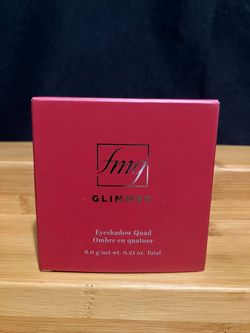 fmg
GLIMMER
Eyeshadow Quad
Ombre en quatuor
6.0 g/net wt. 0.21 oz. Total